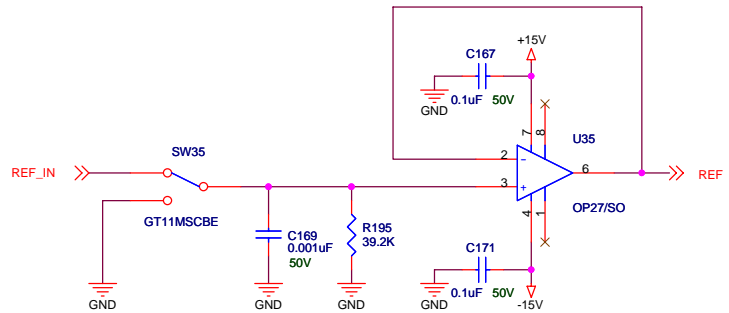 +15V
C167
0.1uF 50V
GND
7
8
U35
SW35
REF_IN
2
-
6
REF
3
+
GT11MSCBE
OP27/SO
4
1
C169
0.001uF
50V
R195
39.2K
C171
0.1uF 50V
-15V
GND
GND
GND
GND